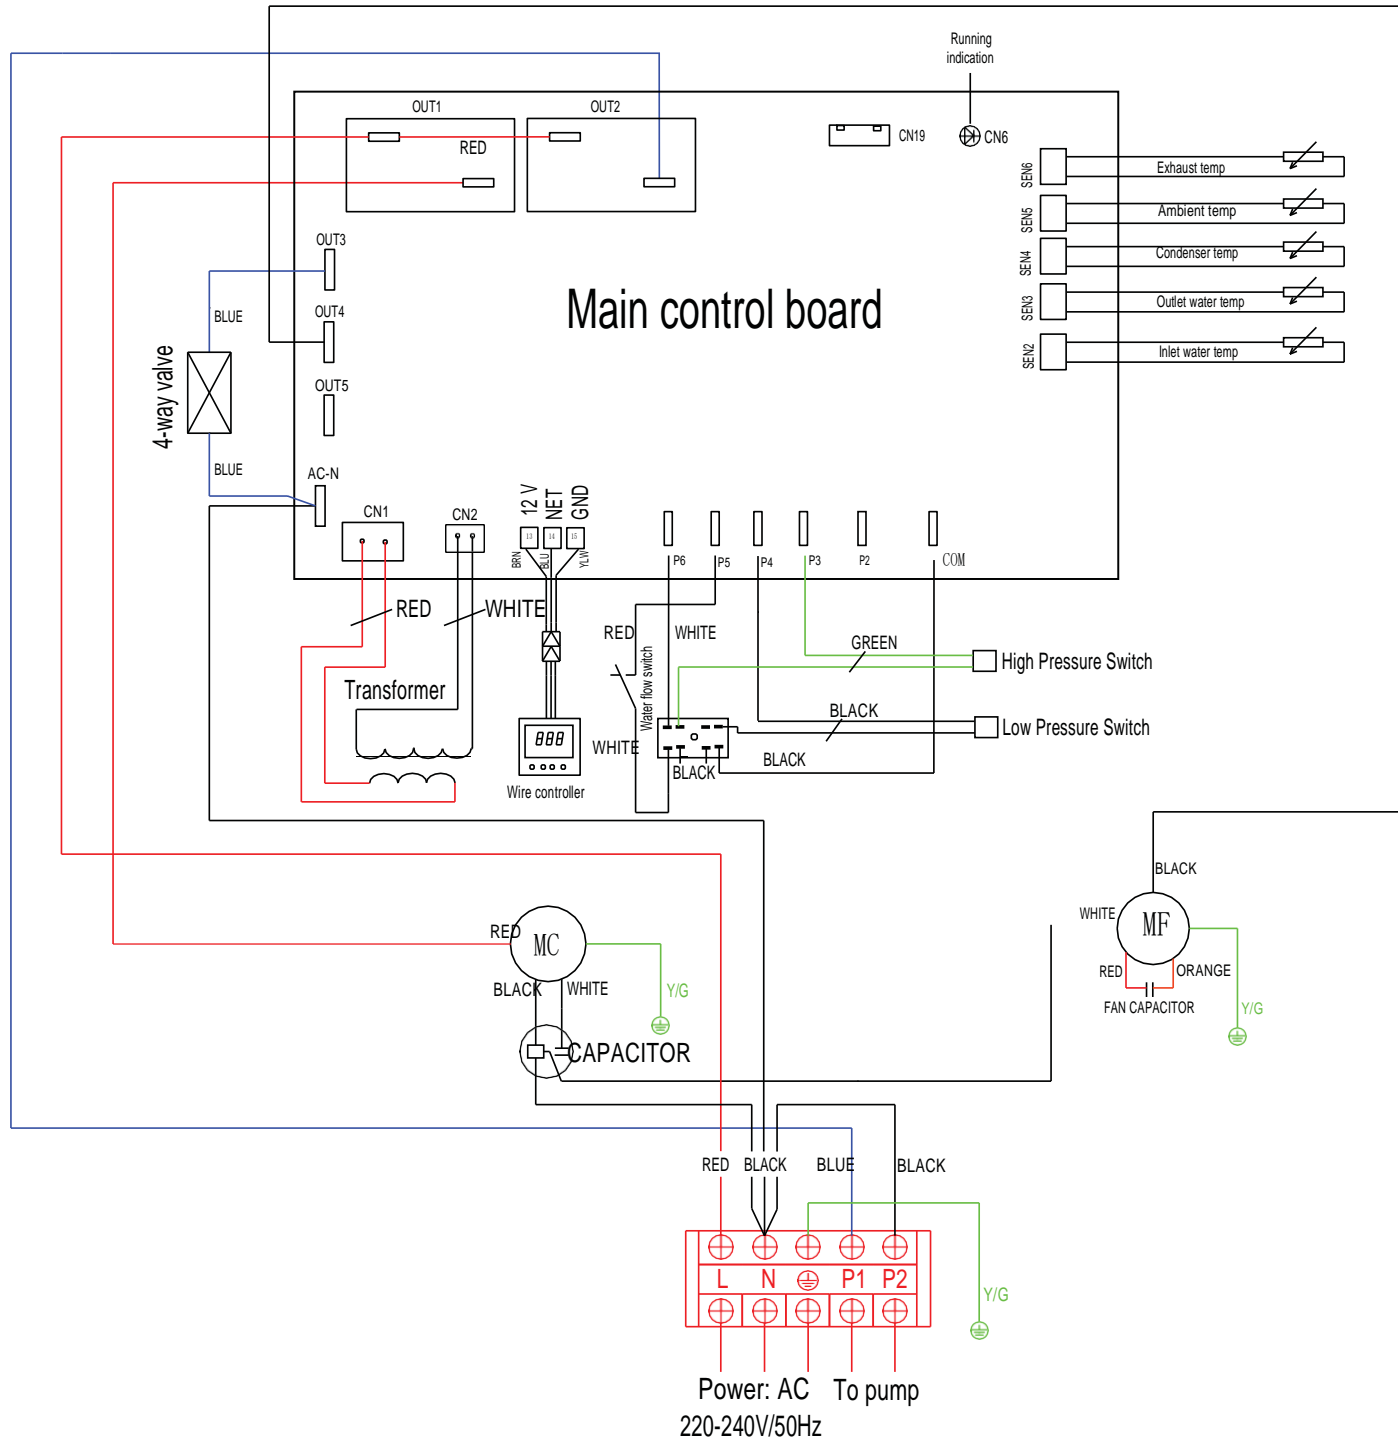 Running
indication
OUT1
OUT2
RED
CN19
CN6
SEN6
Exhaust temp
SEN5
Ambient temp
SEN4
Condenser temp
SEN3
Outlet water temp
SEN2
Inlet water temp
OUT3
OUT4
OUT5
AC-N
BLUE
4-way valve
BLUE
Main control board
CN1
CN2
12 V
NET
GND
13
14
15
BRN
BLU
YLW
P6
P5
P4
P3
P2
COM
RED
WHITE
Transformer
888
Wire controller
RED
WHITE
Water flow switch
WHITE
GREEN
High Pressure Switch
BLACK
Low Pressure Switch
BLACK
BLACK
RED
MC
BLACK
WHITE
Y/G
CAPACITOR
BLACK
WHITE
MF
RED
ORANGE
FAN CAPACITOR
Y/G
RED
BLACK
BLUE
BLACK
L
N
P1
P2
Y/G
Power: AC
220-240V/50Hz
To pump